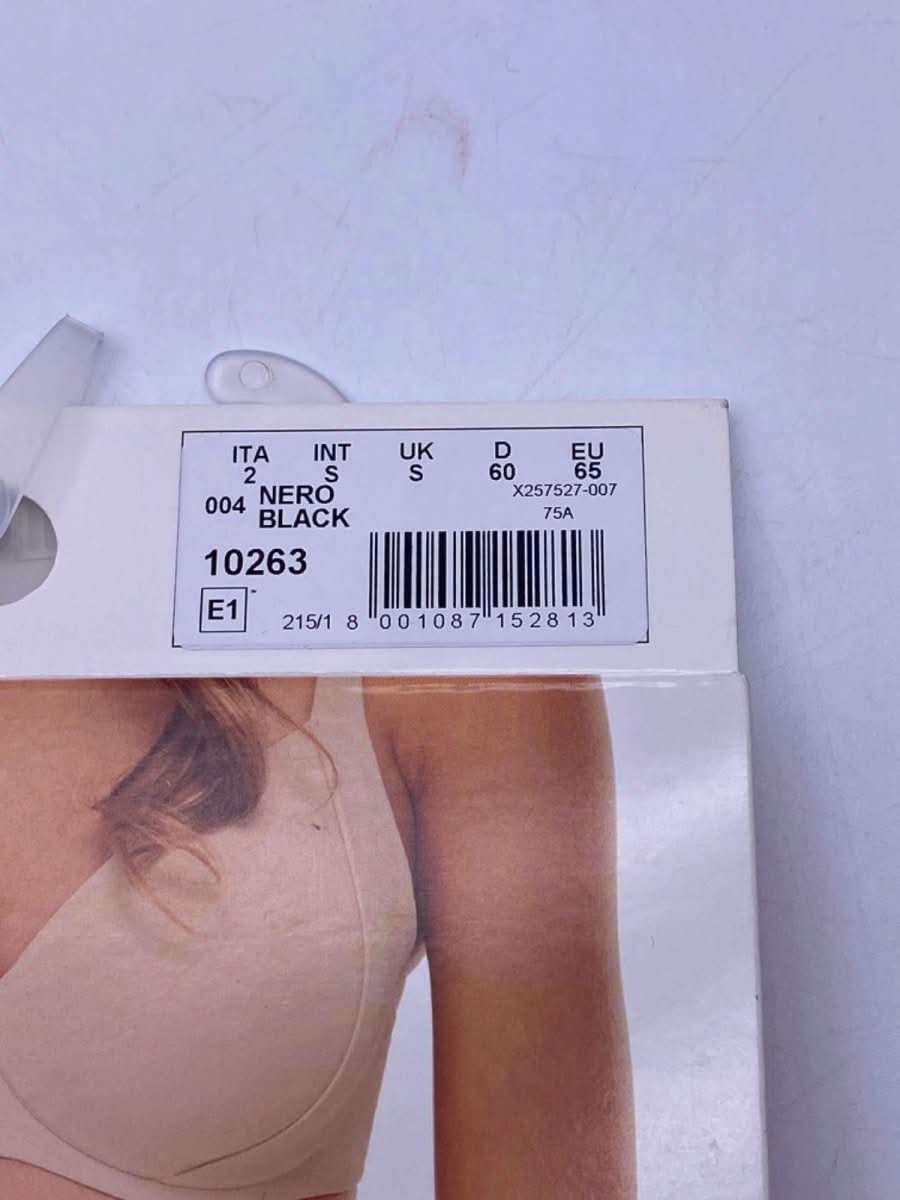 ITA INT UK D EU
2 S S 60 65
004 NERO X257527-007
BLACK 75A
10263
E1™
215/1 8 001087 152813